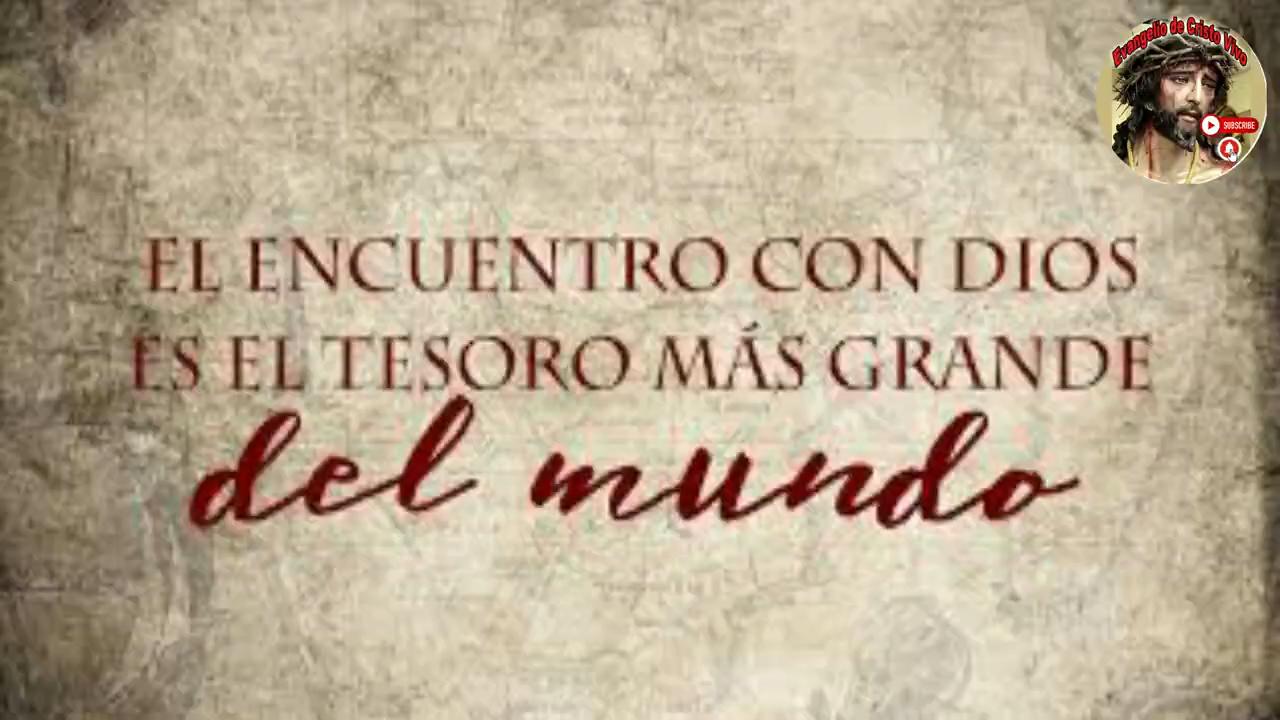 Evangelio de Cristo Vivo
SUBSCRIBE
EL ENCUENTRO CON DIOS
ES EL TESORO MÁS GRANDE
del mundo